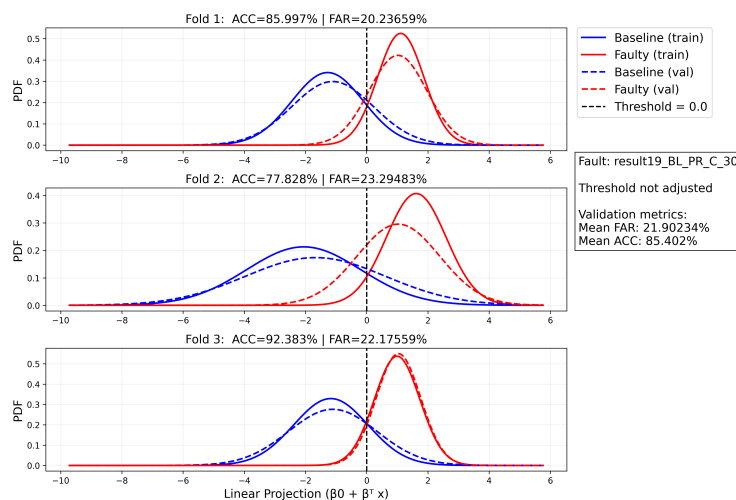 Fold 1:  ACC=85.997% | FAR=20.23659%
PDF
0.5
0.4
0.3
0.2
0.1
0.0
−10
−8
−6
−4
−2
0
2
4
6
Baseline (train)
Faulty (train)
Baseline (val)
Faulty (val)
Threshold = 0.0
Fault: result19_BL_PR_C_30
Threshold not adjusted
Validation metrics:
Mean FAR: 21.90234%
Mean ACC: 85.402%
Fold 2:  ACC=77.828% | FAR=23.29483%
PDF
0.4
0.3
0.2
0.1
0.0
−10
−8
−6
−4
−2
0
2
4
6
Fold 3:  ACC=92.383% | FAR=22.17559%
PDF
0.5
0.4
0.3
0.2
0.1
0.0
−10
−8
−6
−4
−2
0
2
4
6
Linear Projection (β0 + βᵀ x)